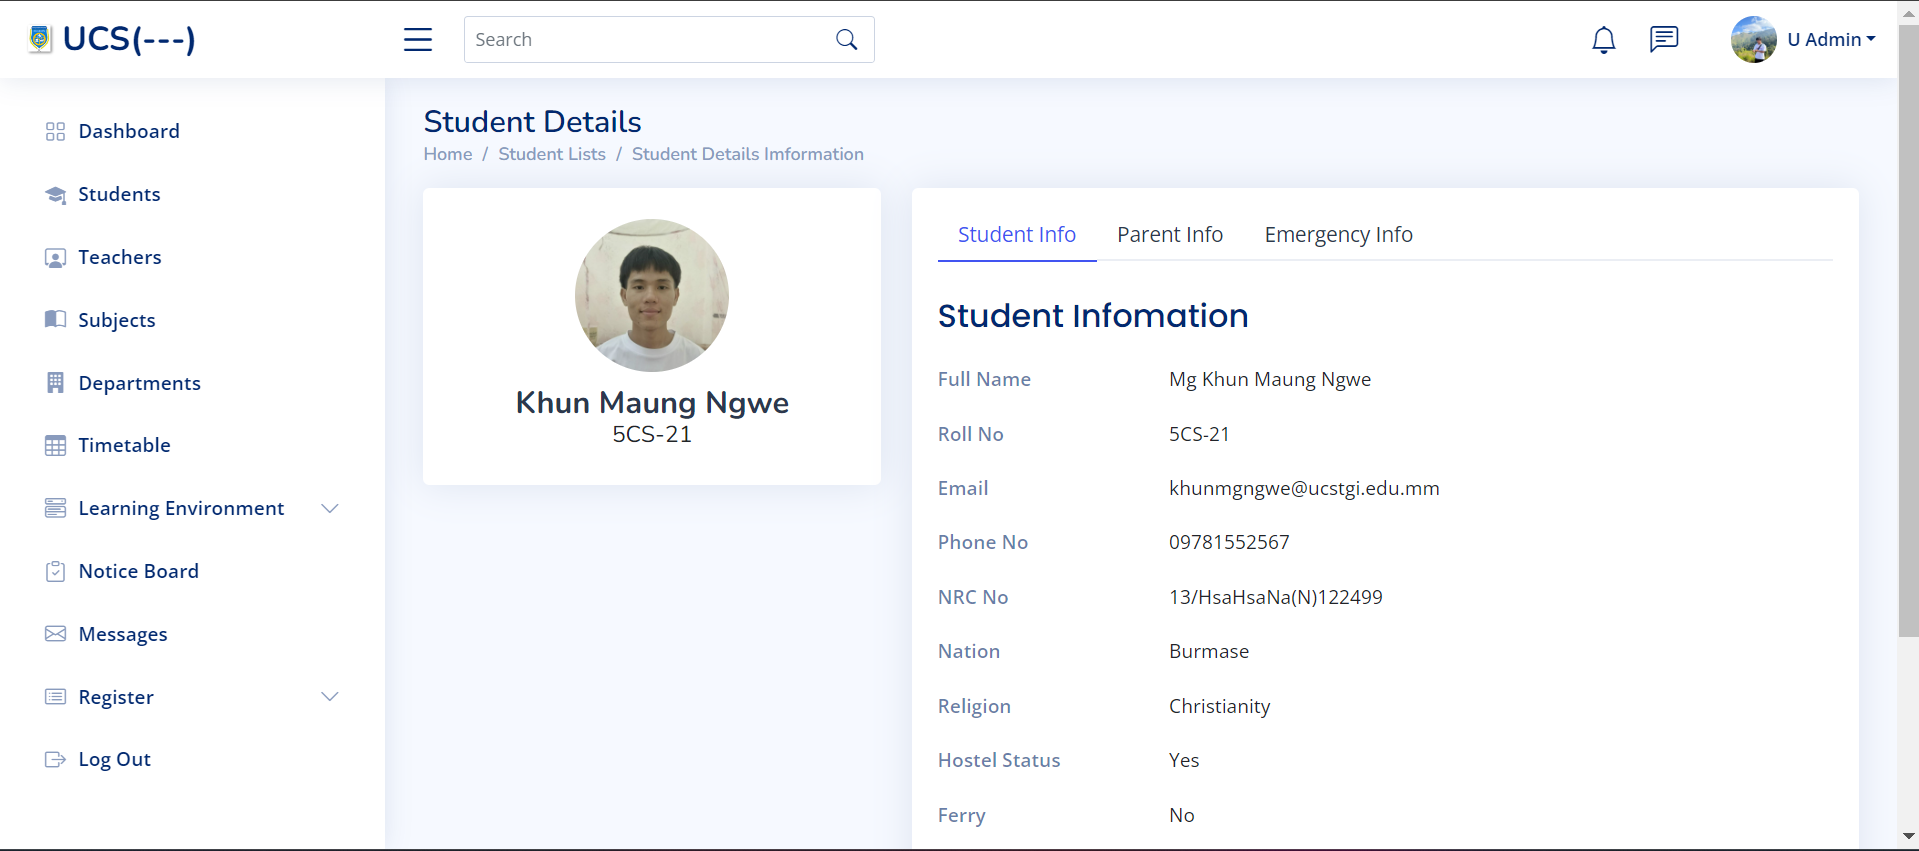 UCS(---)
Search
U Admin
Dashboard
Students
Teachers
Subjects
Departments
Timetable
Learning Environment
Notice Board
Messages
Register
Log Out
Student Details
Home / Student Lists / Student Details Imformation
Khun Maung Ngwe
5CS-21
Student Info Parent Info Emergency Info
Student Infomation
Full Name Mg Khun Maung Ngwe
Roll No 5CS-21
Email khunmgngwe@ucstgi.edu.mm
Phone No 09781552567
NRC No 13/HsaHsaNa(N)122499
Nation Burmase
Religion Christianity
Hostel Status Yes
Ferry No